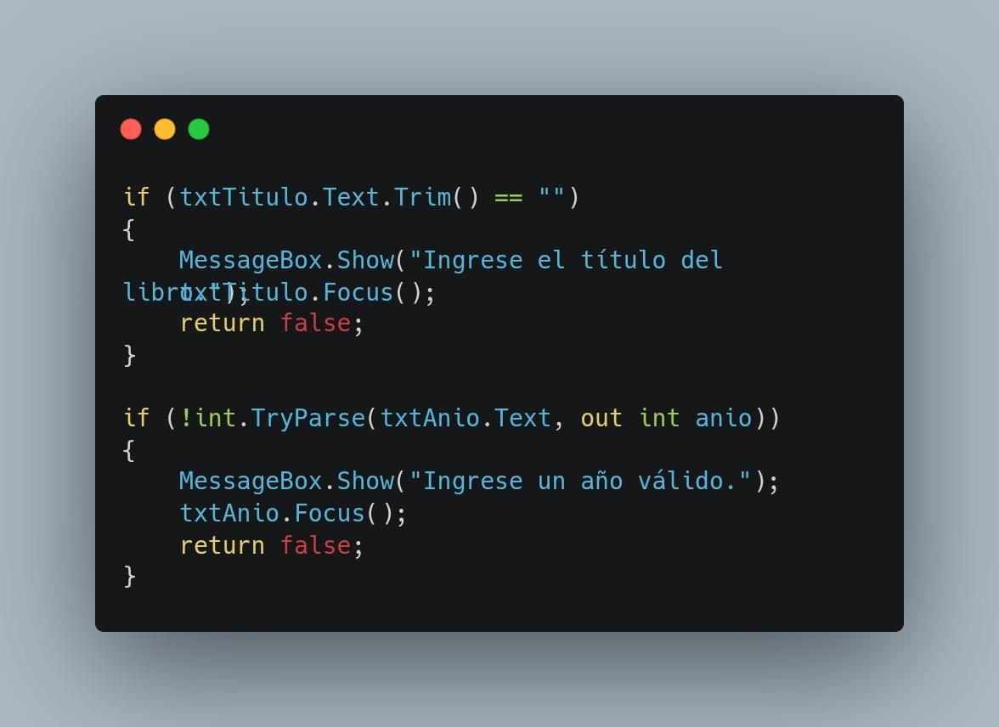 if (txtTitulo.Text.Trim() == "")
{
    MessageBox.Show("Ingrese el título del
libro.");
    txtTitulo.Focus();
    return false;
}

if (!int.TryParse(txtAnio.Text, out int anio))
{
    MessageBox.Show("Ingrese un año válido.");
    txtAnio.Focus();
    return false;
}